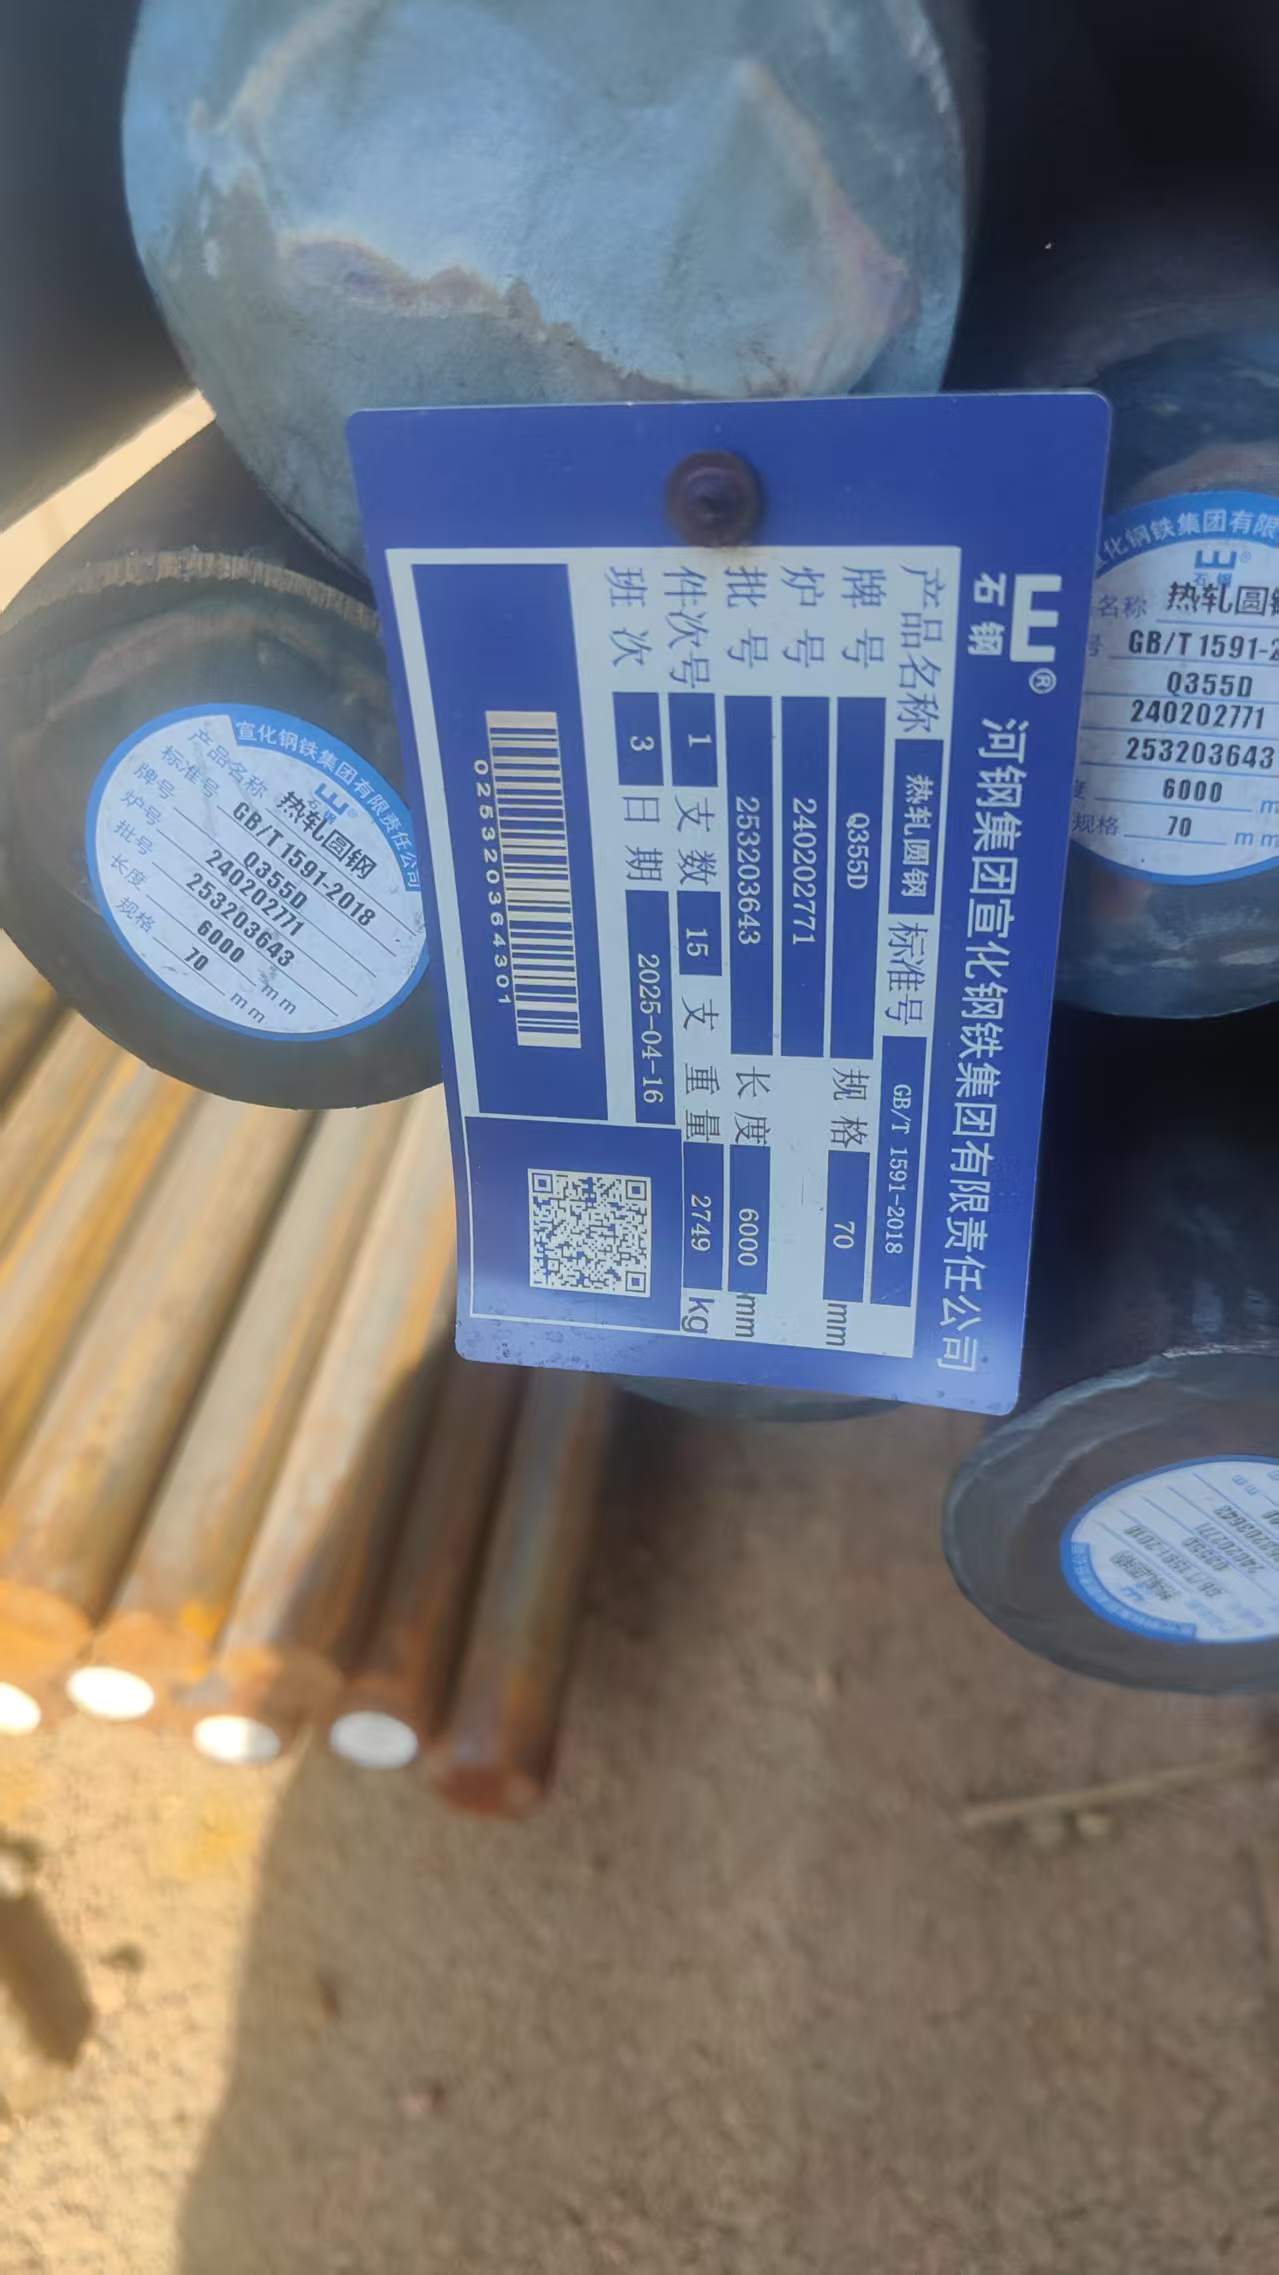 石钢® 河钢集团宣化钢铁集团有限责任公司
产品名称 热轧圆钢 标准号 GB/T 1591-2018
牌号 Q355D 规格 70 mm
炉号 240202771
批号 253203643 长度 6000 mm
件次号 1 支数 15 支 重量 2749 kg
班次 3 日期 2025-04-16
025320364301
宣化钢铁集团有限责任公司
石钢®
产品名称 热轧圆钢
标准号 GB/T 1591-2018
牌号 Q355D
炉号 240202771
批号 253203643
长度 6000 mm
规格 70 mm
化钢铁集团有限
石钢®
名称 热轧圆
号 GB/T 1591-2
Q355D
240202771
253203643
度 6000 m
规格 70 mm